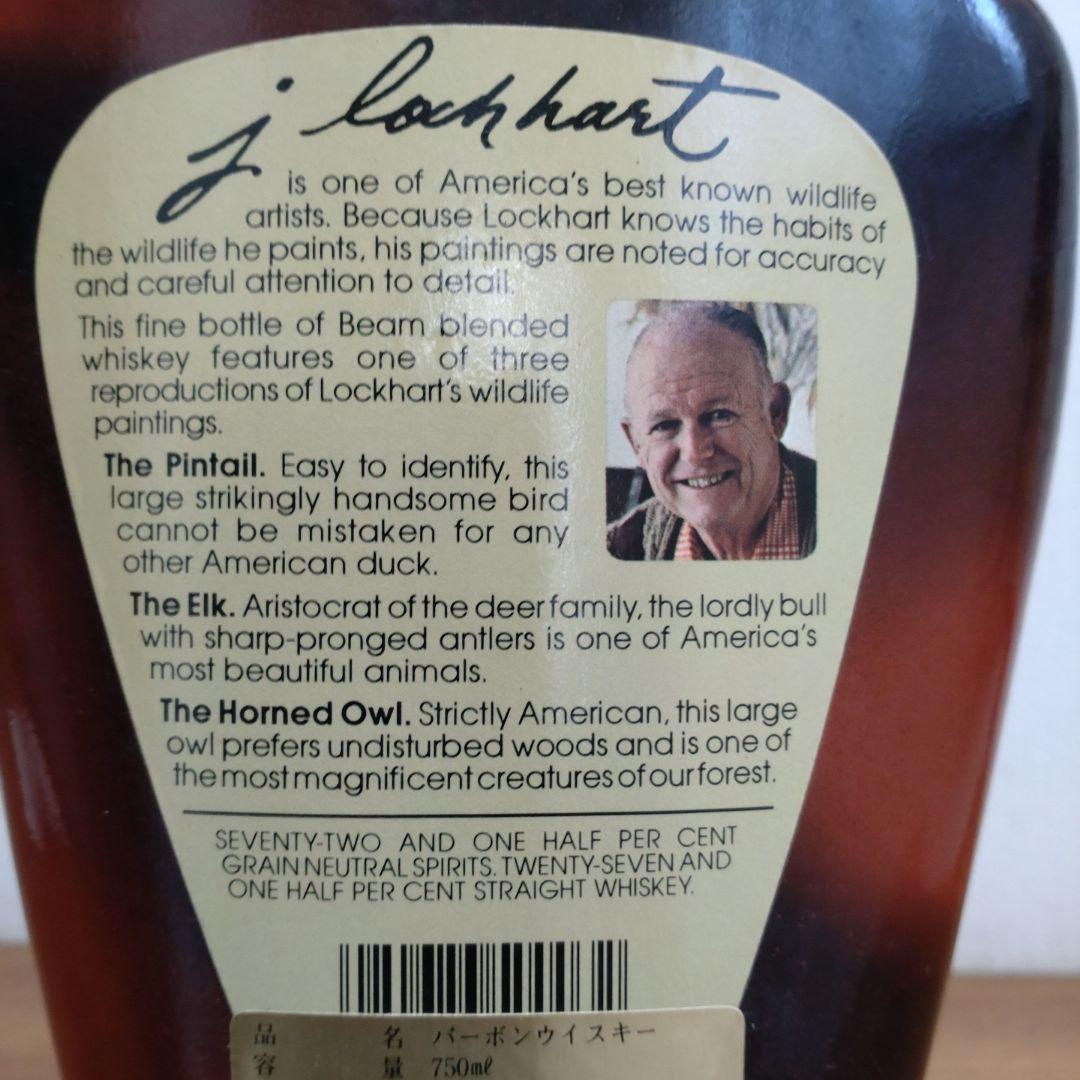 j lockhart
is one of America's best known wildlife
artists. Because Lockhart knows the habits of
the wildlife he paints, his paintings are noted for accuracy
and careful attention to detail.
This fine bottle of Beam blended
whiskey features one of three
reproductions of Lockhart's wildlife
paintings.
The Pintail. Easy to identify, this
large strikingly handsome bird
cannot be mistaken for any
other American duck.
The Elk. Aristocrat of the deer family, the lordly bull
with sharp-pronged antlers is one of America's
most beautiful animals.
The Horned Owl. Strictly American, this large
owl prefers undisturbed woods and is one of
the most magnificent creatures of our forest.
SEVENTY-TWO AND ONE HALF PER CENT
GRAIN NEUTRAL SPIRITS. TWENTY-SEVEN AND
ONE HALF PER CENT STRAIGHT WHISKEY.
品名 バーボンウイスキー
容量 750ml